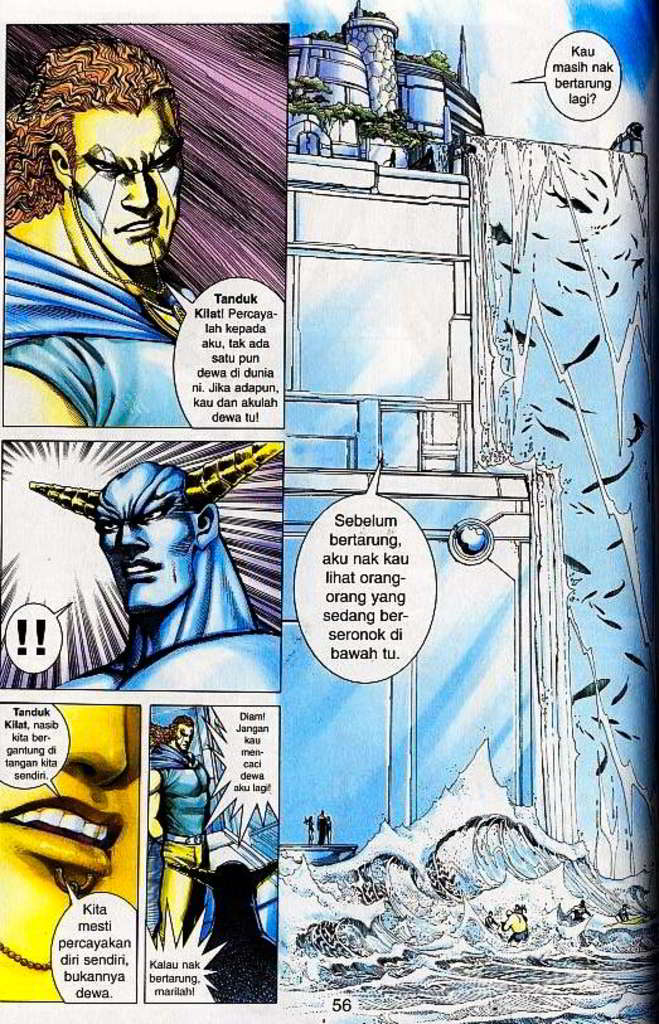 Tanduk
Kilat! Percaya-
lah kepada
aku, tak ada
satu pun
dewa di dunia
ni. Jika adapun,
kau dan akulah
dewa tu!
!!
Tanduk
Kilat, nasib
kita ber-
gantung di
tangan kita
sendiri.
Kita
mesti
percayakan
diri sendiri,
bukannya
dewa.
Diam!
Jangan
kau
men-
caci
dewa
aku lagi!
Kalau nak
bertarung,
marilah!
Kau
masih nak
bertarung
lagi?
Sebelum
bertarung,
aku nak kau
lihat orang-
orang yang
sedang ber-
seronok di
bawah tu.
56